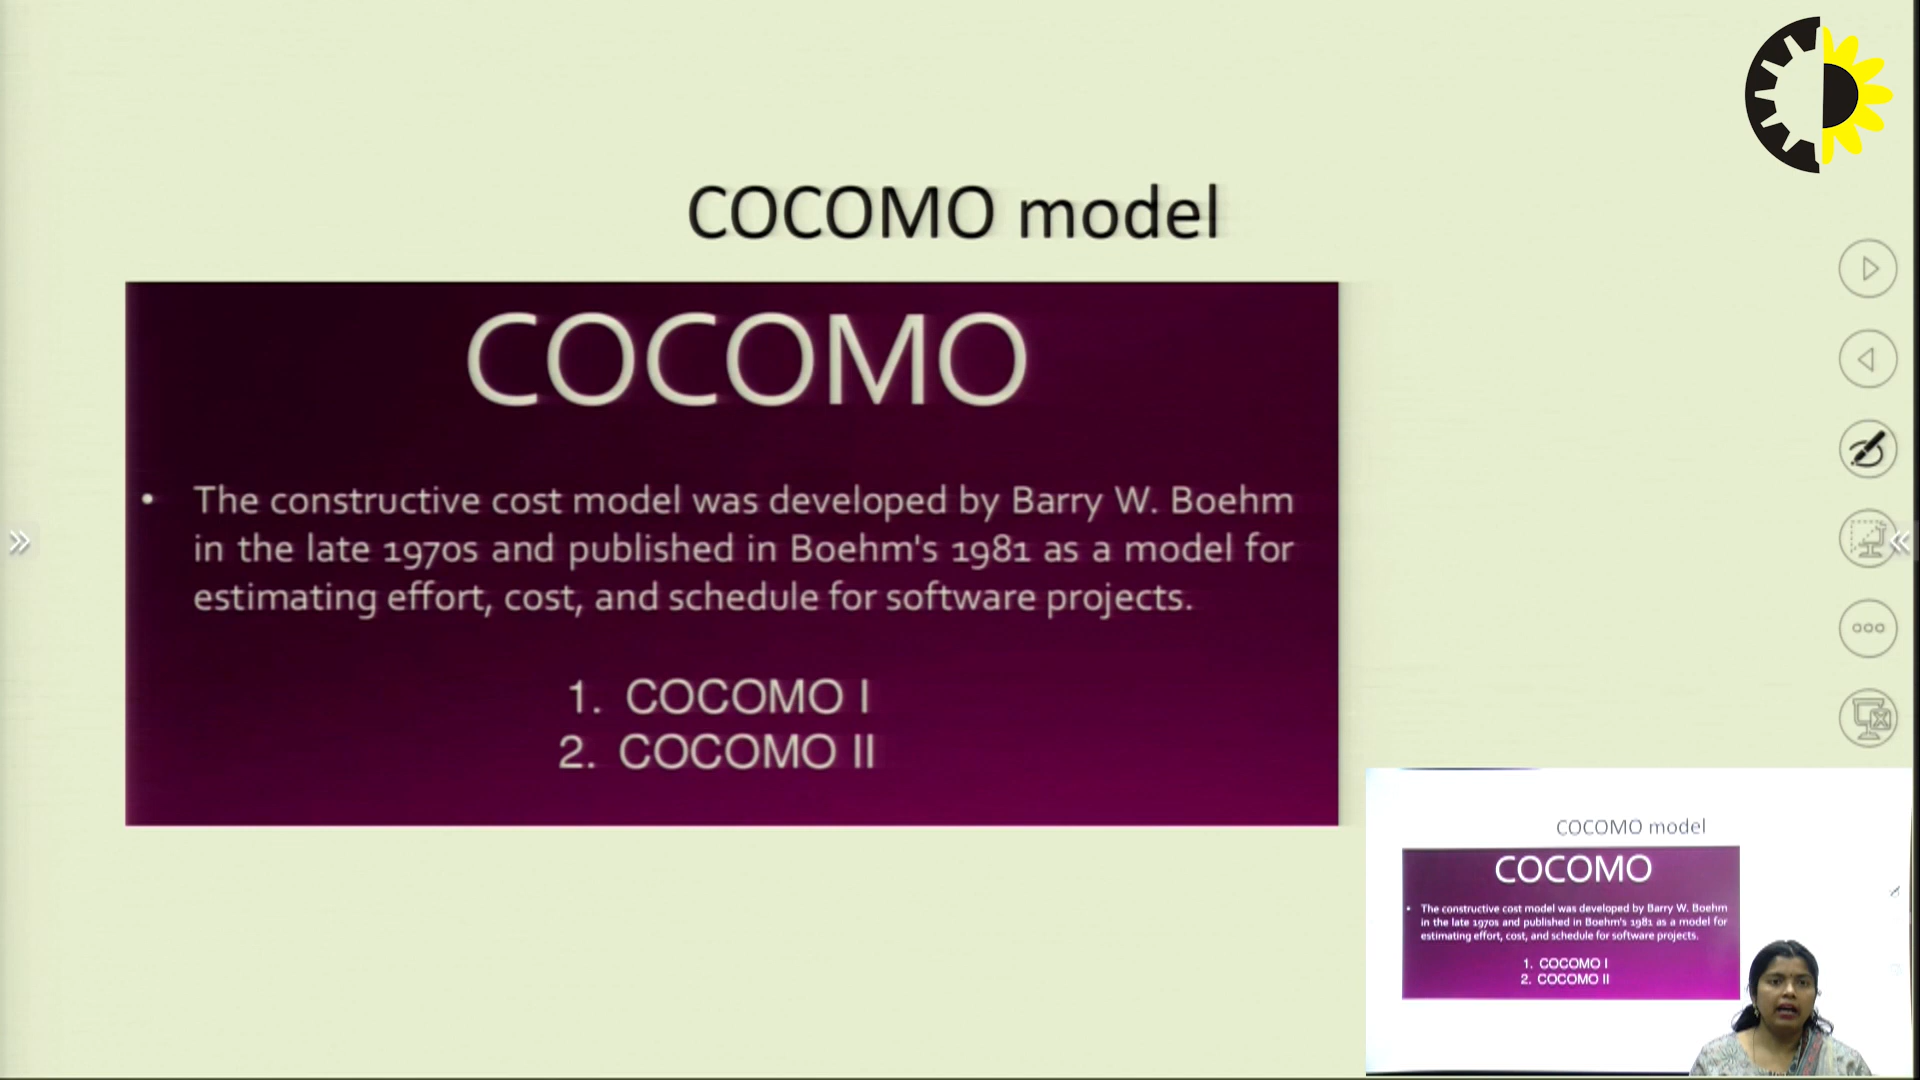 COCOMO model
COCOMO
• The constructive cost model was developed by Barry W. Boehm
in the late 1970s and published in Boehm's 1981 as a model for
estimating effort, cost, and schedule for software projects.
1. COCOMO I
2. COCOMO II
COCOMO model
COCOMO
• The constructive cost model was developed by Barry W. Boehm
in the late 1970s and published in Boehm's 1981 as a model for
estimating effort, cost, and schedule for software projects.
1. COCOMO I
2. COCOMO II